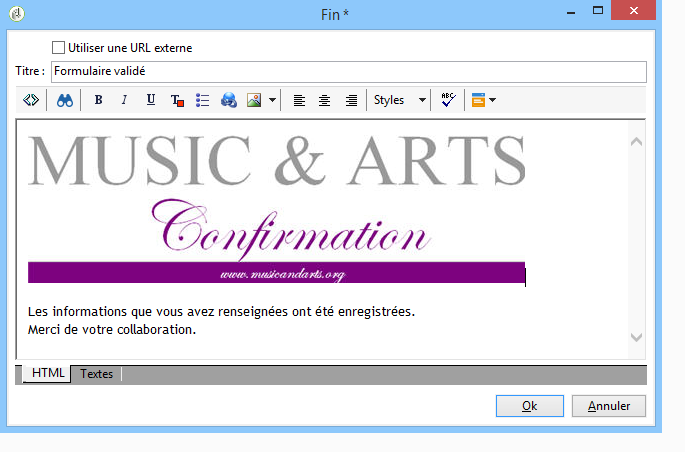 Fin *
Utiliser une URL externe
Titre :
Formulaire validé
B I U T Styles ABC
MUSIC & ARTS
Confirmation
www.musicandarts.org
Les informations que vous avez renseignées ont été enregistrées.
Merci de votre collaboration.
HTML Textes
Ok Annuler